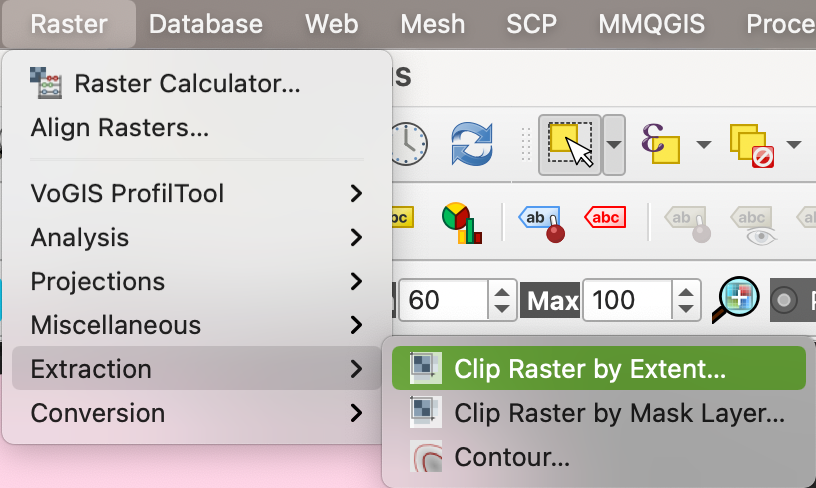 Raster Database Web Mesh SCP MMQGIS Proce
Raster Calculator...
Align Rasters...
VoGIS ProfilTool
Analysis
Projections
Miscellaneous
Extraction
Conversion
abc
ab
abc
ab
abc
60
Max
100
Clip Raster by Extent...
Clip Raster by Mask Layer...
Contour...